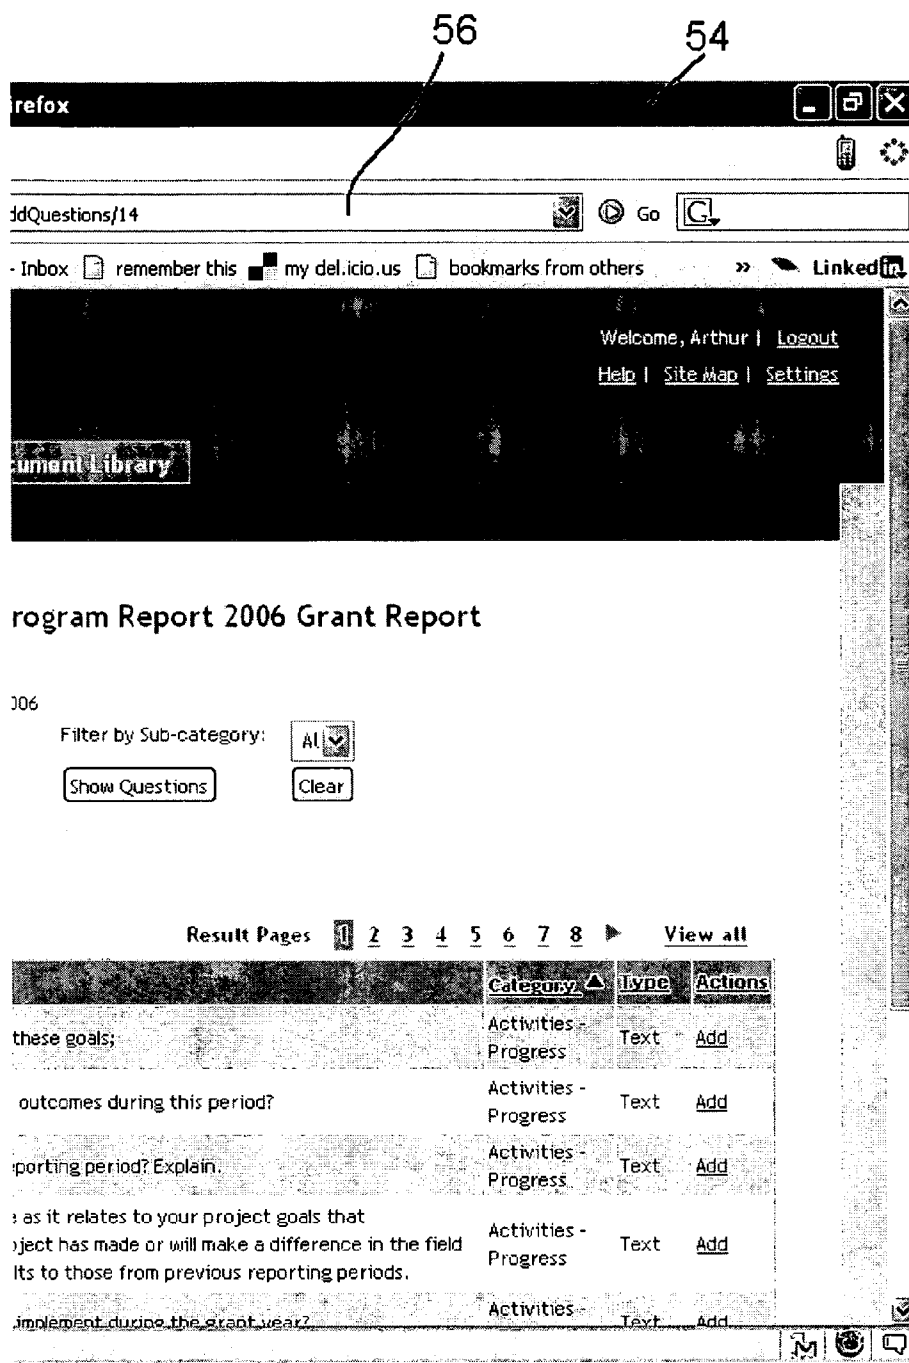 56 54
irefox
ddQuestions/14 Go G
- Inbox remember this my del.icio.us bookmarks from others » Linked in
Welcome, Arthur | Logout
Help | Site Map | Settings
cument Library
rogram Report 2006 Grant Report
006
Filter by Sub-category: Al
Show Questions Clear
Result Pages 1 2 3 4 5 6 7 8 View all
Category Type Actions
these goals; Activities - Progress Text Add
outcomes during this period? Activities - Progress Text Add
eporting period? Explain. Activities - Progress Text Add
e as it relates to your project goals that
oject has made or will make a difference in the field Activities - Progress Text Add
lts to those from previous reporting periods.
implement during the grant year? Activities - Text Add